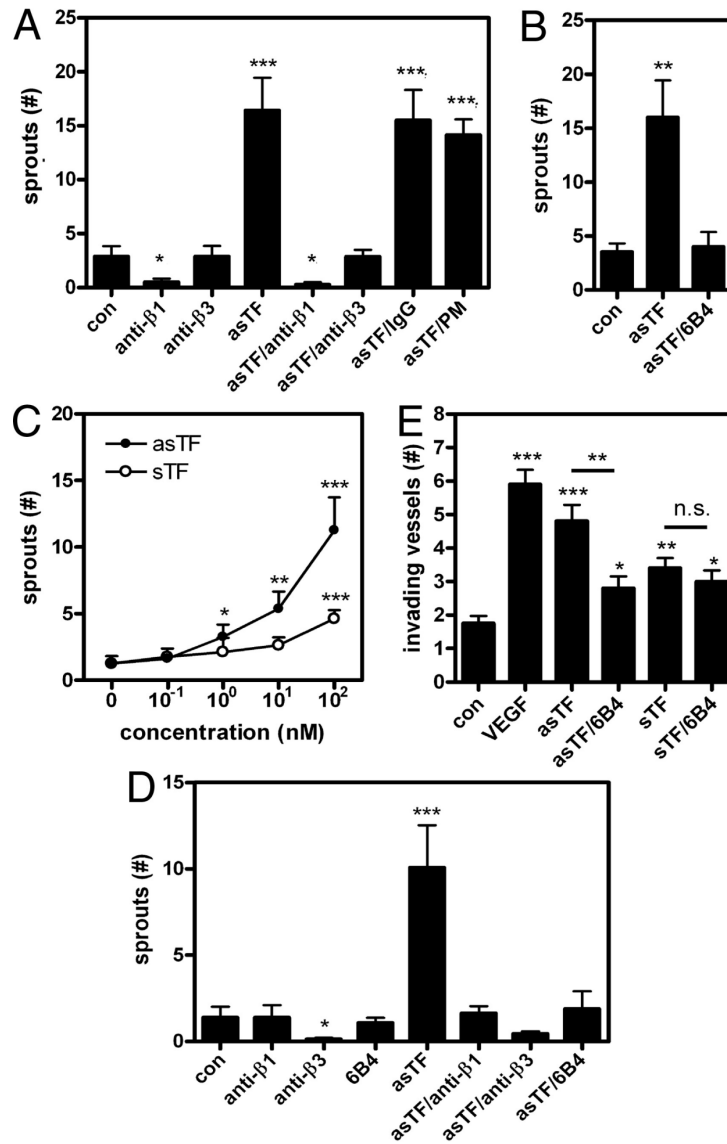 A
sprouts (#)
25
20
15
10
5
0
***
***
***
*
*
con
anti-β1
anti-β3
asTF
asTF/anti-β1
asTF/anti-β3
asTF/IgG
asTF/PM
B
sprouts (#)
25
20
15
10
5
0
**
con
asTF
asTF/6B4
C
sprouts (#)
20
15
10
5
0
asTF
sTF
***
**
*
***
0 10⁻¹ 10⁰ 10¹ 10²
concentration (nM)
E
invading vessels (#)
8
7
6
5
4
3
2
1
0
***
**
***
n.s.
*
**
*
con
VEGF
asTF
asTF/6B4
sTF
sTF/6B4
D
sprouts (#)
15
10
5
0
***
*
con
anti-β1
anti-β3
6B4
asTF
asTF/anti-β1
asTF/anti-β3
asTF/6B4